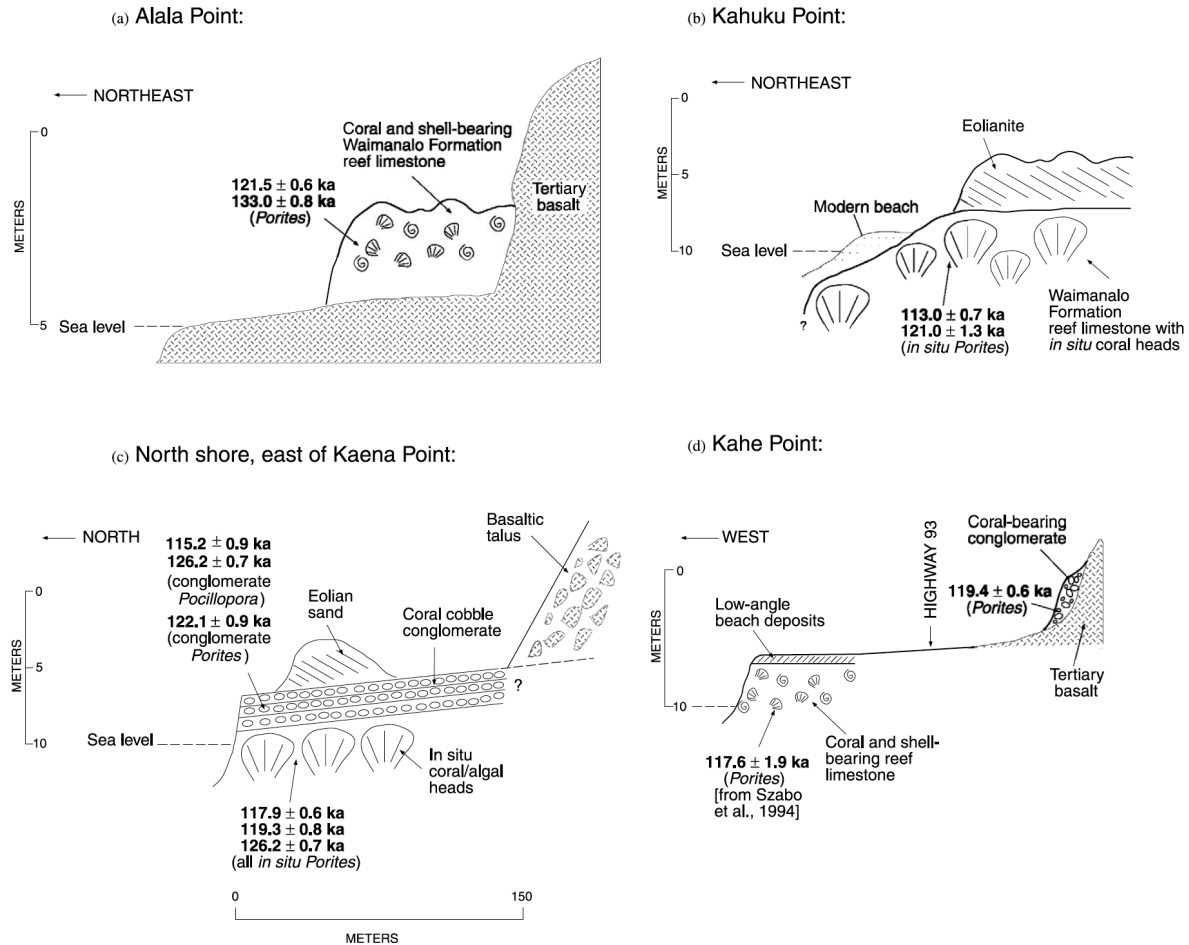 (a) Alala Point:
NORTHEAST
0
METERS
5
Coral and shell-bearing
Waimanalo Formation
reef limestone
121.5 ± 0.6 ka
133.0 ± 0.8 ka
(Porites)
Tertiary
basalt
Sea level
(b) Kahuku Point:
NORTHEAST
0
METERS
5
10
Eolianite
Modern beach
Sea level
?
113.0 ± 0.7 ka
121.0 ± 1.3 ka
(in situ Porites)
Waimanalo
Formation
reef limestone with
in situ coral heads
(c) North shore, east of Kaena Point:
NORTH
115.2 ± 0.9 ka
126.2 ± 0.7 ka
(conglomerate
Pocillopora)
122.1 ± 0.9 ka
(conglomerate
Porites)
0
METERS
5
10
Eolian
sand
Coral cobble
conglomerate
Basaltic
talus
?
Sea level
In situ
coral/algal
heads
117.9 ± 0.6 ka
119.3 ± 0.8 ka
126.2 ± 0.7 ka
(all in situ Porites)
0
150
METERS
(d) Kahe Point:
WEST
0
METERS
10
HIGHWAY 93
Coral-bearing
conglomerate
119.4 ± 0.6 ka
(Porites)
Low-angle
beach deposits
Tertiary
basalt
Sea level
117.6 ± 1.9 ka
(Porites)
[from Szabo
et al., 1994]
Coral and shell-
bearing reef
limestone